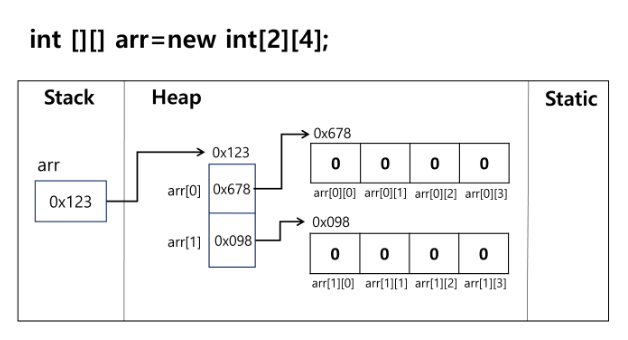 int [][] arr=new int[2][4];
Stack
Heap
Static
arr
0x123
0x123
arr[0]
0x678
arr[1]
0x098
0x678
0 0 0 0
arr[0][0] arr[0][1] arr[0][2] arr[0][3]
0x098
0 0 0 0
arr[1][0] arr[1][1] arr[1][2] arr[1][3]